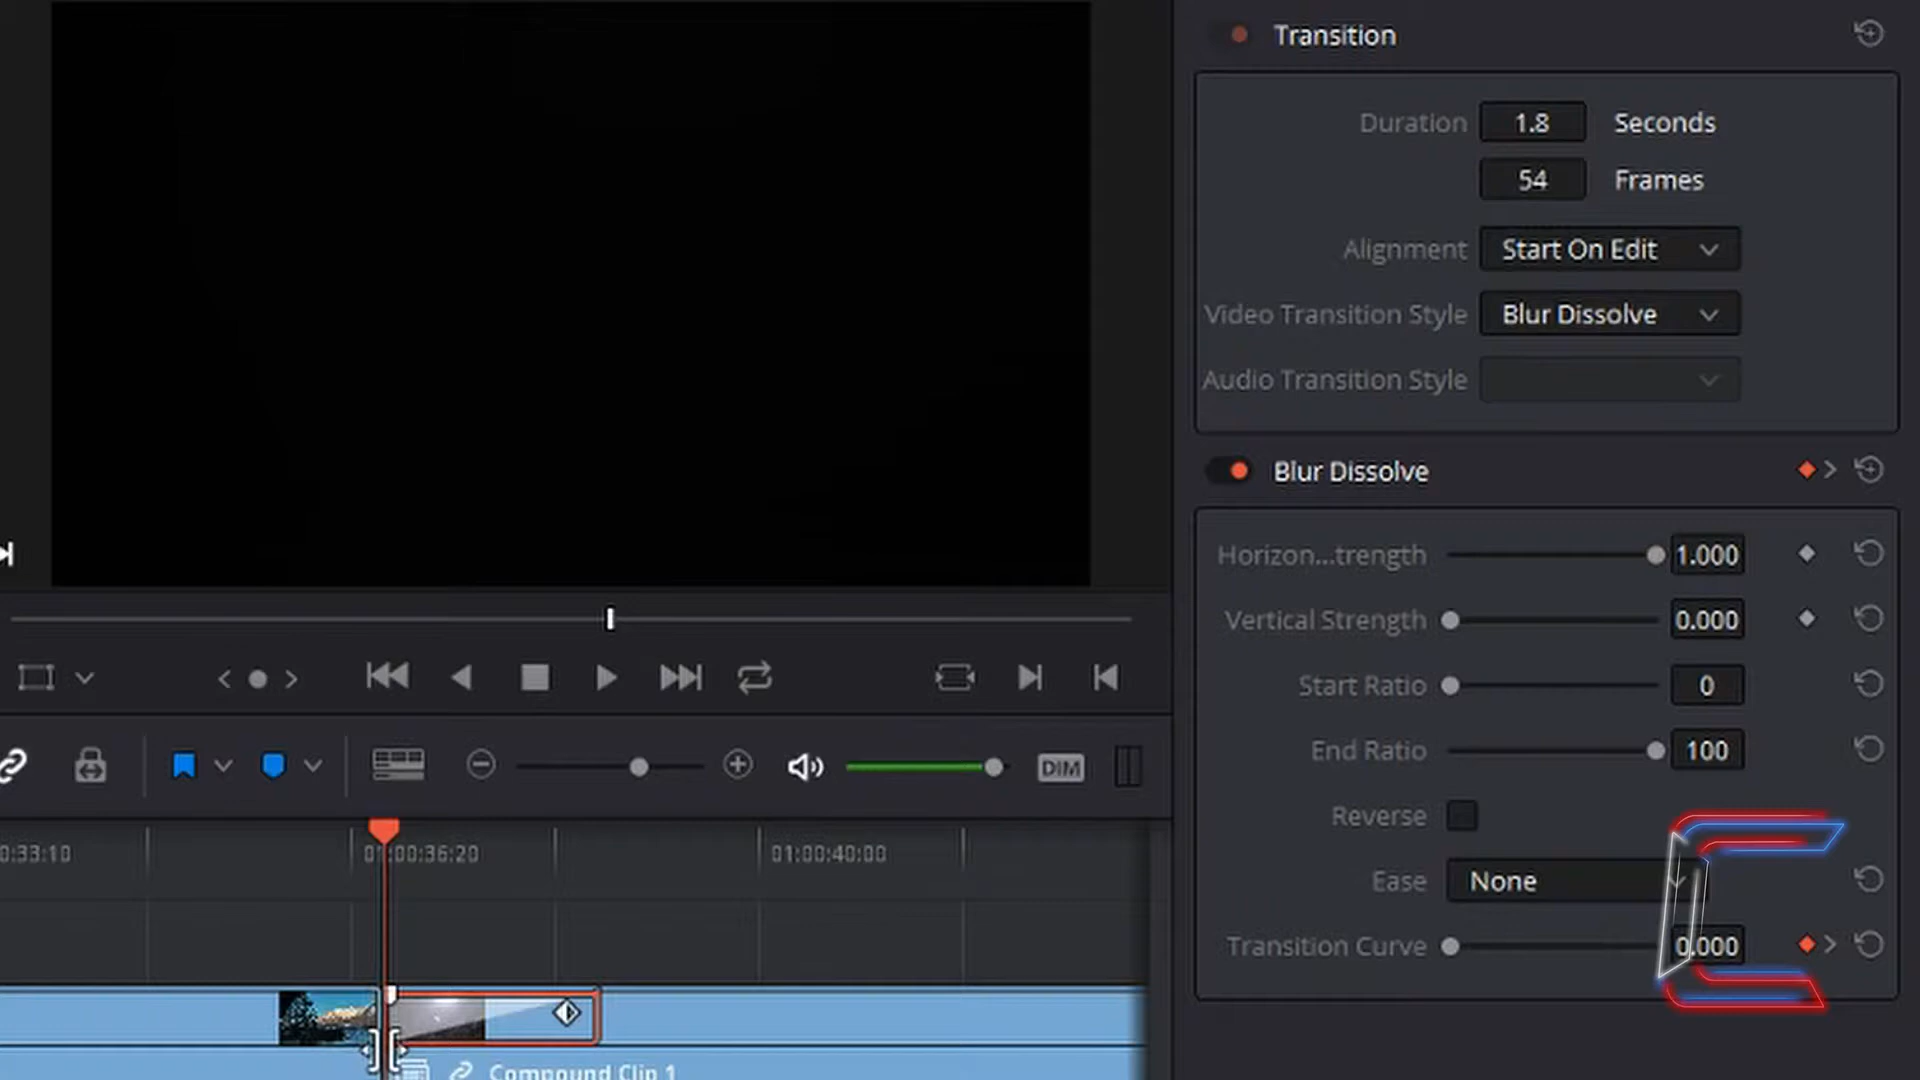 Transition
Duration 1.8 Seconds
54 Frames
Alignment Start On Edit
Video Transition Style Blur Dissolve
Audio Transition Style
Blur Dissolve
Horizon...trength 1.000
Vertical Strength 0.000
Start Ratio 0
End Ratio 100
Reverse
Ease None
Transition Curve 0.000
DIM
0:33:10
01:00:36:20
01:00:40:00
Compound Clip 1